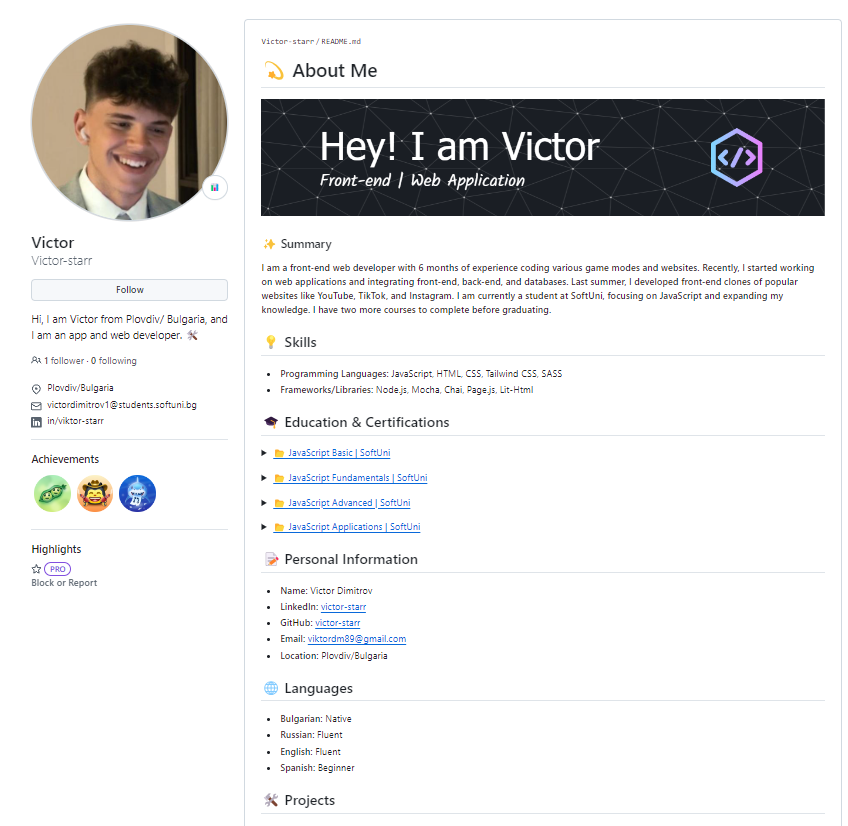 Victor
Victor-starr
Follow
Hi, I am Victor from Plovdiv/ Bulgaria, and
I am an app and web developer. 🛠️
1 follower · 0 following
Plovdiv/Bulgaria
victordimitrov1@students.softuni.bg
in/viktor-starr
Achievements
Highlights
PRO
Block or Report
Victor-starr / README.md
💫 About Me
Hey! I am Victor
Front-end | Web Application
</>
✨ Summary
I am a front-end web developer with 6 months of experience coding various game modes and websites. Recently, I started working
on web applications and integrating front-end, back-end, and databases. Last summer, I developed front-end clones of popular
websites like YouTube, TikTok, and Instagram. I am currently a student at SoftUni, focusing on JavaScript and expanding my
knowledge. I have two more courses to complete before graduating.
💡 Skills
• Programming Languages: JavaScript, HTML, CSS, Tailwind CSS, SASS
• Frameworks/Libraries: Node.js, Mocha, Chai, Page.js, Lit-Html
🎓 Education & Certifications
📁 JavaScript Basic | SoftUni
📁 JavaScript Fundamentals | SoftUni
📁 JavaScript Advanced | SoftUni
📁 JavaScript Applications | SoftUni
📝 Personal Information
• Name: Victor Dimitrov
• LinkedIn: victor-starr
• GitHub: victor-starr
• Email: viktordm89@gmail.com
• Location: Plovdiv/Bulgaria
🌐 Languages
• Bulgarian: Native
• Russian: Fluent
• English: Fluent
• Spanish: Beginner
🛠️ Projects